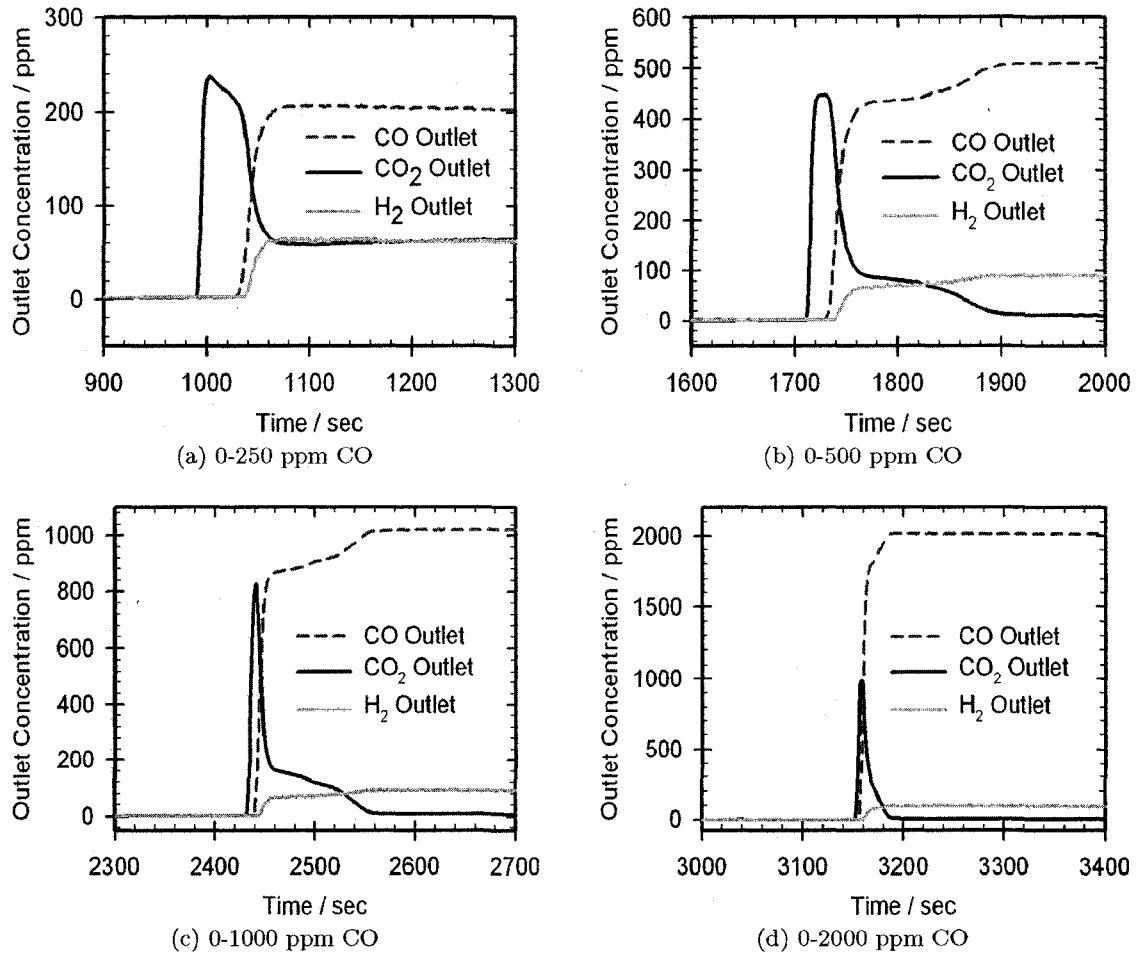 Outlet Concentration / ppm
300
200
100
0
900 1000 1100 1200 1300
CO Outlet
CO2 Outlet
H2 Outlet
Time / sec
(a) 0-250 ppm CO
Outlet Concentration / ppm
600
500
400
300
200
100
0
1600 1700 1800 1900 2000
CO Outlet
CO2 Outlet
H2 Outlet
Time / sec
(b) 0-500 ppm CO
Outlet Concentration / ppm
1000
800
600
400
200
0
2300 2400 2500 2600 2700
CO Outlet
CO2 Outlet
H2 Outlet
Time / sec
(c) 0-1000 ppm CO
Outlet Concentration / ppm
2000
1500
1000
500
0
3000 3100 3200 3300 3400
CO Outlet
CO2 Outlet
H2 Outlet
Time / sec
(d) 0-2000 ppm CO